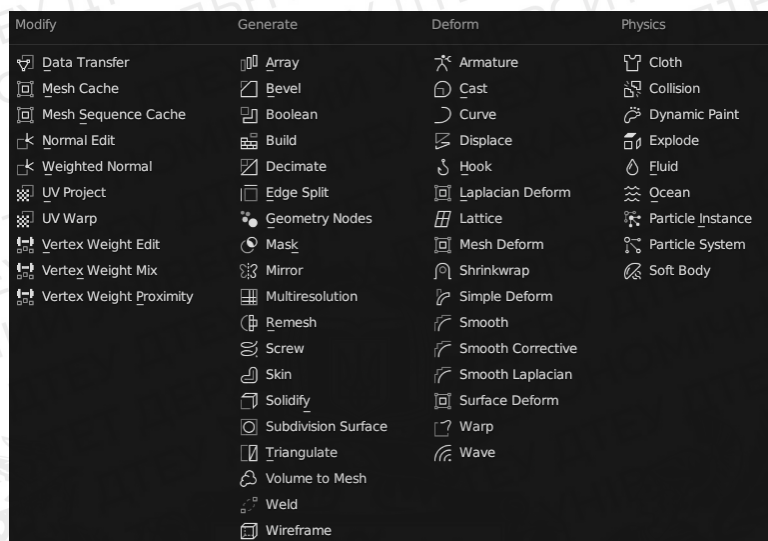 Modify
Data Transfer
Mesh Cache
Mesh Sequence Cache
Normal Edit
Weighted Normal
UV Project
UV Warp
Vertex Weight Edit
Vertex Weight Mix
Vertex Weight Proximity
Generate
Array
Bevel
Boolean
Build
Decimate
Edge Split
Geometry Nodes
Mask
Mirror
Multiresolution
Remesh
Screw
Skin
Solidify
Subdivision Surface
Triangulate
Volume to Mesh
Weld
Wireframe
Deform
Armature
Cast
Curve
Displace
Hook
Laplacian Deform
Lattice
Mesh Deform
Shrinkwrap
Simple Deform
Smooth
Smooth Corrective
Smooth Laplacian
Surface Deform
Warp
Wave
Physics
Cloth
Collision
Dynamic Paint
Explode
Fluid
Ocean
Particle Instance
Particle System
Soft Body